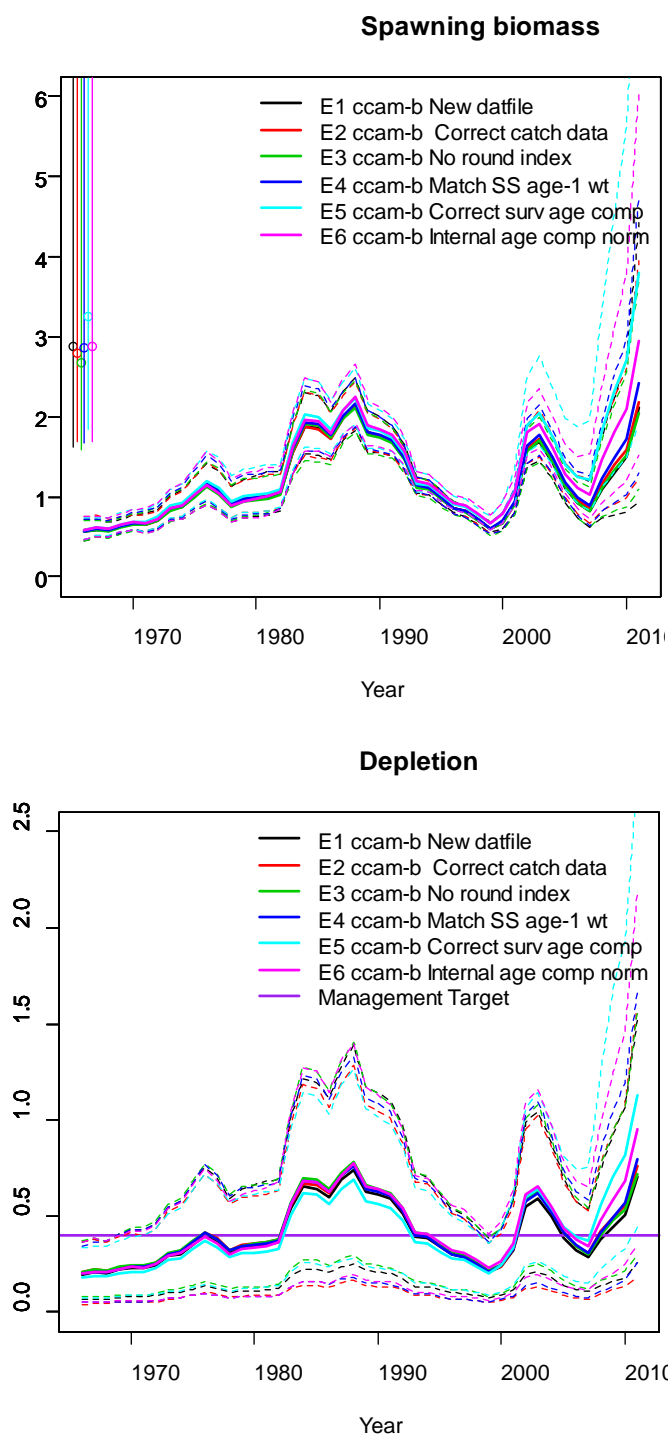 Spawning biomass
E1 ccam-b New datfile
E2 ccam-b  Correct catch data
E3 ccam-b No round index
E4 ccam-b Match SS age-1 wt
E5 ccam-b Correct surv age comp
E6 ccam-b Internal age comp norm
6
5
4
3
2
1
0
1970 1980 1990 2000 2010
Year
Depletion
E1 ccam-b New datfile
E2 ccam-b  Correct catch data
E3 ccam-b No round index
E4 ccam-b Match SS age-1 wt
E5 ccam-b Correct surv age comp
E6 ccam-b Internal age comp norm
Management Target
2.5
2.0
1.5
1.0
0.5
0.0
1970 1980 1990 2000 2010
Year